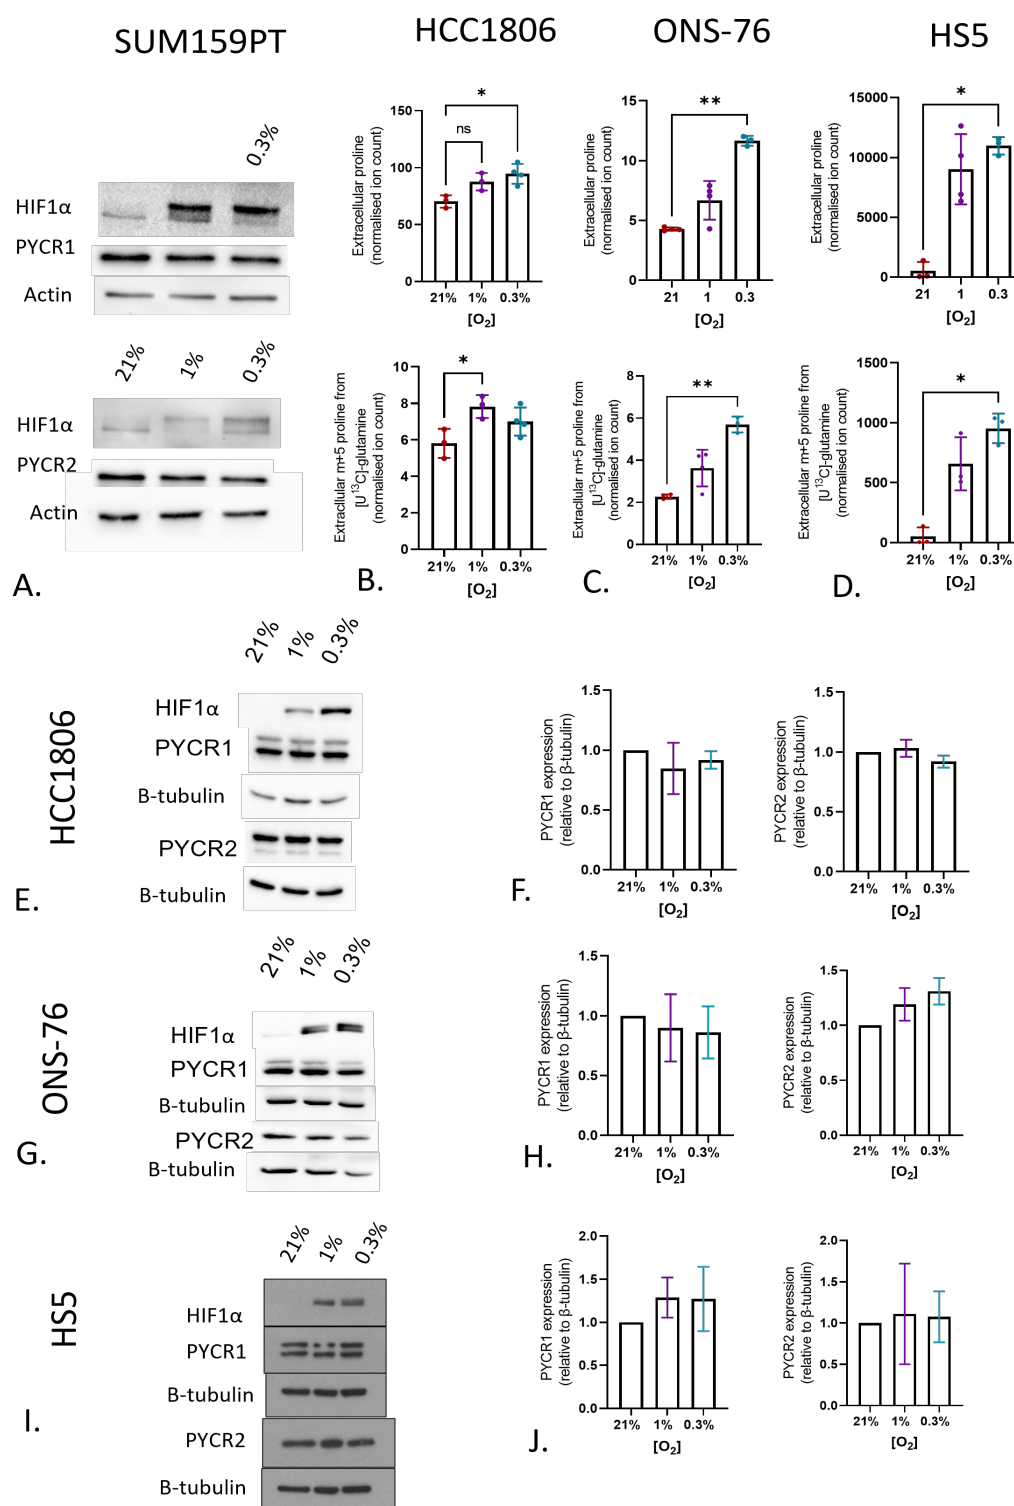 SUM159PT
HCC1806
ONS-76
HS5
0.3%
HIF1α
PYCR1
Actin
21%
1%
0.3%
HIF1α
PYCR2
Actin
A.
Extracellular proline
(normalised ion count)
150
100
50
0
ns
*
21% 1% 0.3%
[O2]
Extracellular m+5 proline from
[U13C]-glutamine
(normalised ion count)
10
8
6
4
2
0
*
21% 1% 0.3%
[O2]
B.
Extracellular proline
(normalised ion count)
15
10
5
0
**
21 1 0.3
[O2]
Extracllular m+5 proline from
[U13C]-glutamine
(normalised ion count)
8
6
4
2
0
**
21% 1% 0.3%
[O2]
C.
Extracellular proline
(normalised ion count)
15000
10000
5000
0
*
21 1 0.3
[O2]
Extracellular m+5 proline from
[U13C]-glutamine
(normalised ion count)
1500
1000
500
0
*
21% 1% 0.3%
[O2]
D.
HCC1806
21% 1% 0.3%
HIF1α
PYCR1
B-tubulin
PYCR2
B-tubulin
E.
PYCR1 expression
(relative to β-tubulin)
1.5
1.0
0.5
0.0
21% 1% 0.3%
[O2]
PYCR2 expression
(relative to β-tubulin)
1.5
1.0
0.5
0.0
21% 1% 0.3%
[O2]
F.
ONS-76
21% 1% 0.3%
HIF1α
PYCR1
B-tubulin
PYCR2
B-tubulin
G.
PYCR1 expression
(relative to β-tubulin)
1.5
1.0
0.5
0.0
21% 1% 0.3%
[O2]
PYCR2 expression
(relative to β-tubulin)
1.5
1.0
0.5
0.0
21% 1% 0.3%
[O2]
H.
HS5
21% 1% 0.3%
HIF1α
PYCR1
B-tubulin
PYCR2
B-tubulin
I.
PYCR1 expression
(relative to β-tubulin)
2.0
1.5
1.0
0.5
0.0
21% 1% 0.3%
[O2]
PYCR2 expression
(relative to β-tubulin)
2.0
1.5
1.0
0.5
0.0
21% 1% 0.3%
[O2]
J.